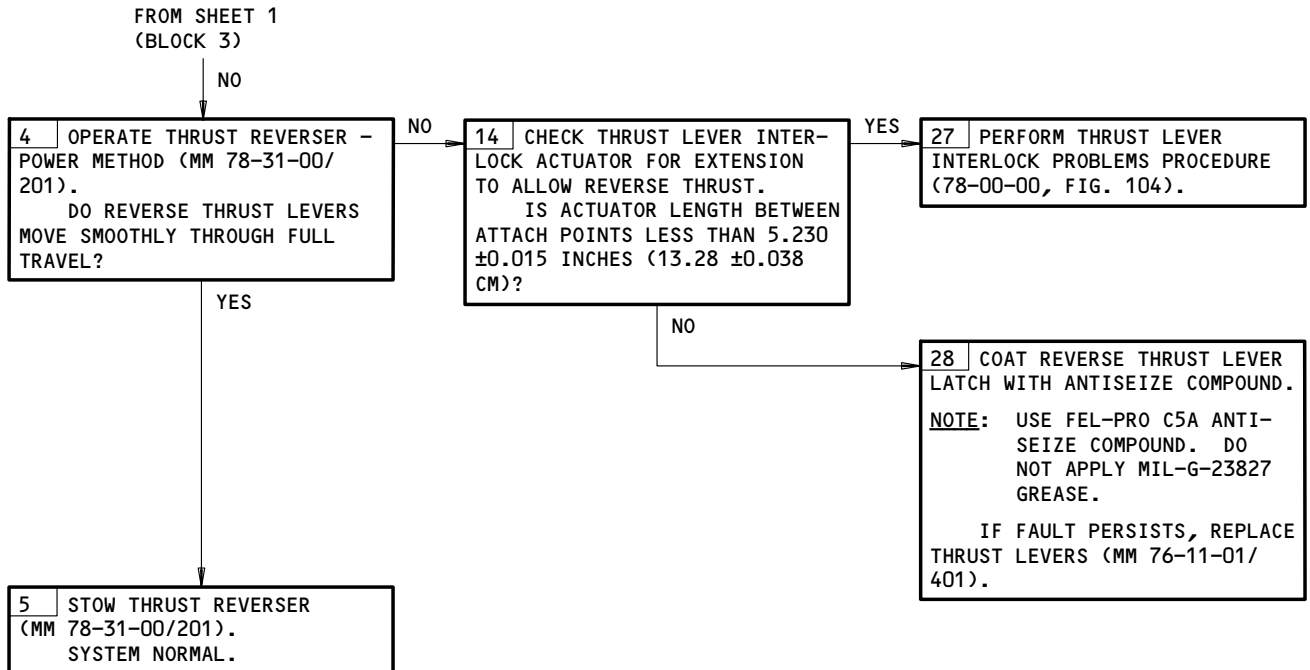 FROM SHEET 1
(BLOCK 3)
NO
4 OPERATE THRUST REVERSER -
POWER METHOD (MM 78-31-00/
201).
DO REVERSE THRUST LEVERS
MOVE SMOOTHLY THROUGH FULL
TRAVEL?
NO
14 CHECK THRUST LEVER INTER-
LOCK ACTUATOR FOR EXTENSION
TO ALLOW REVERSE THRUST.
IS ACTUATOR LENGTH BETWEEN
ATTACH POINTS LESS THAN 5.230
±0.015 INCHES (13.28 ±0.038
CM)?
YES
27 PERFORM THRUST LEVER
INTERLOCK PROBLEMS PROCEDURE
(78-00-00, FIG. 104).
YES
NO
28 COAT REVERSE THRUST LEVER
LATCH WITH ANTISEIZE COMPOUND.
NOTE: USE FEL-PRO C5A ANTI-
SEIZE COMPOUND. DO
NOT APPLY MIL-G-23827
GREASE.
IF FAULT PERSISTS, REPLACE
THRUST LEVERS (MM 76-11-01/
401).
5 STOW THRUST REVERSER
(MM 78-31-00/201).
SYSTEM NORMAL.